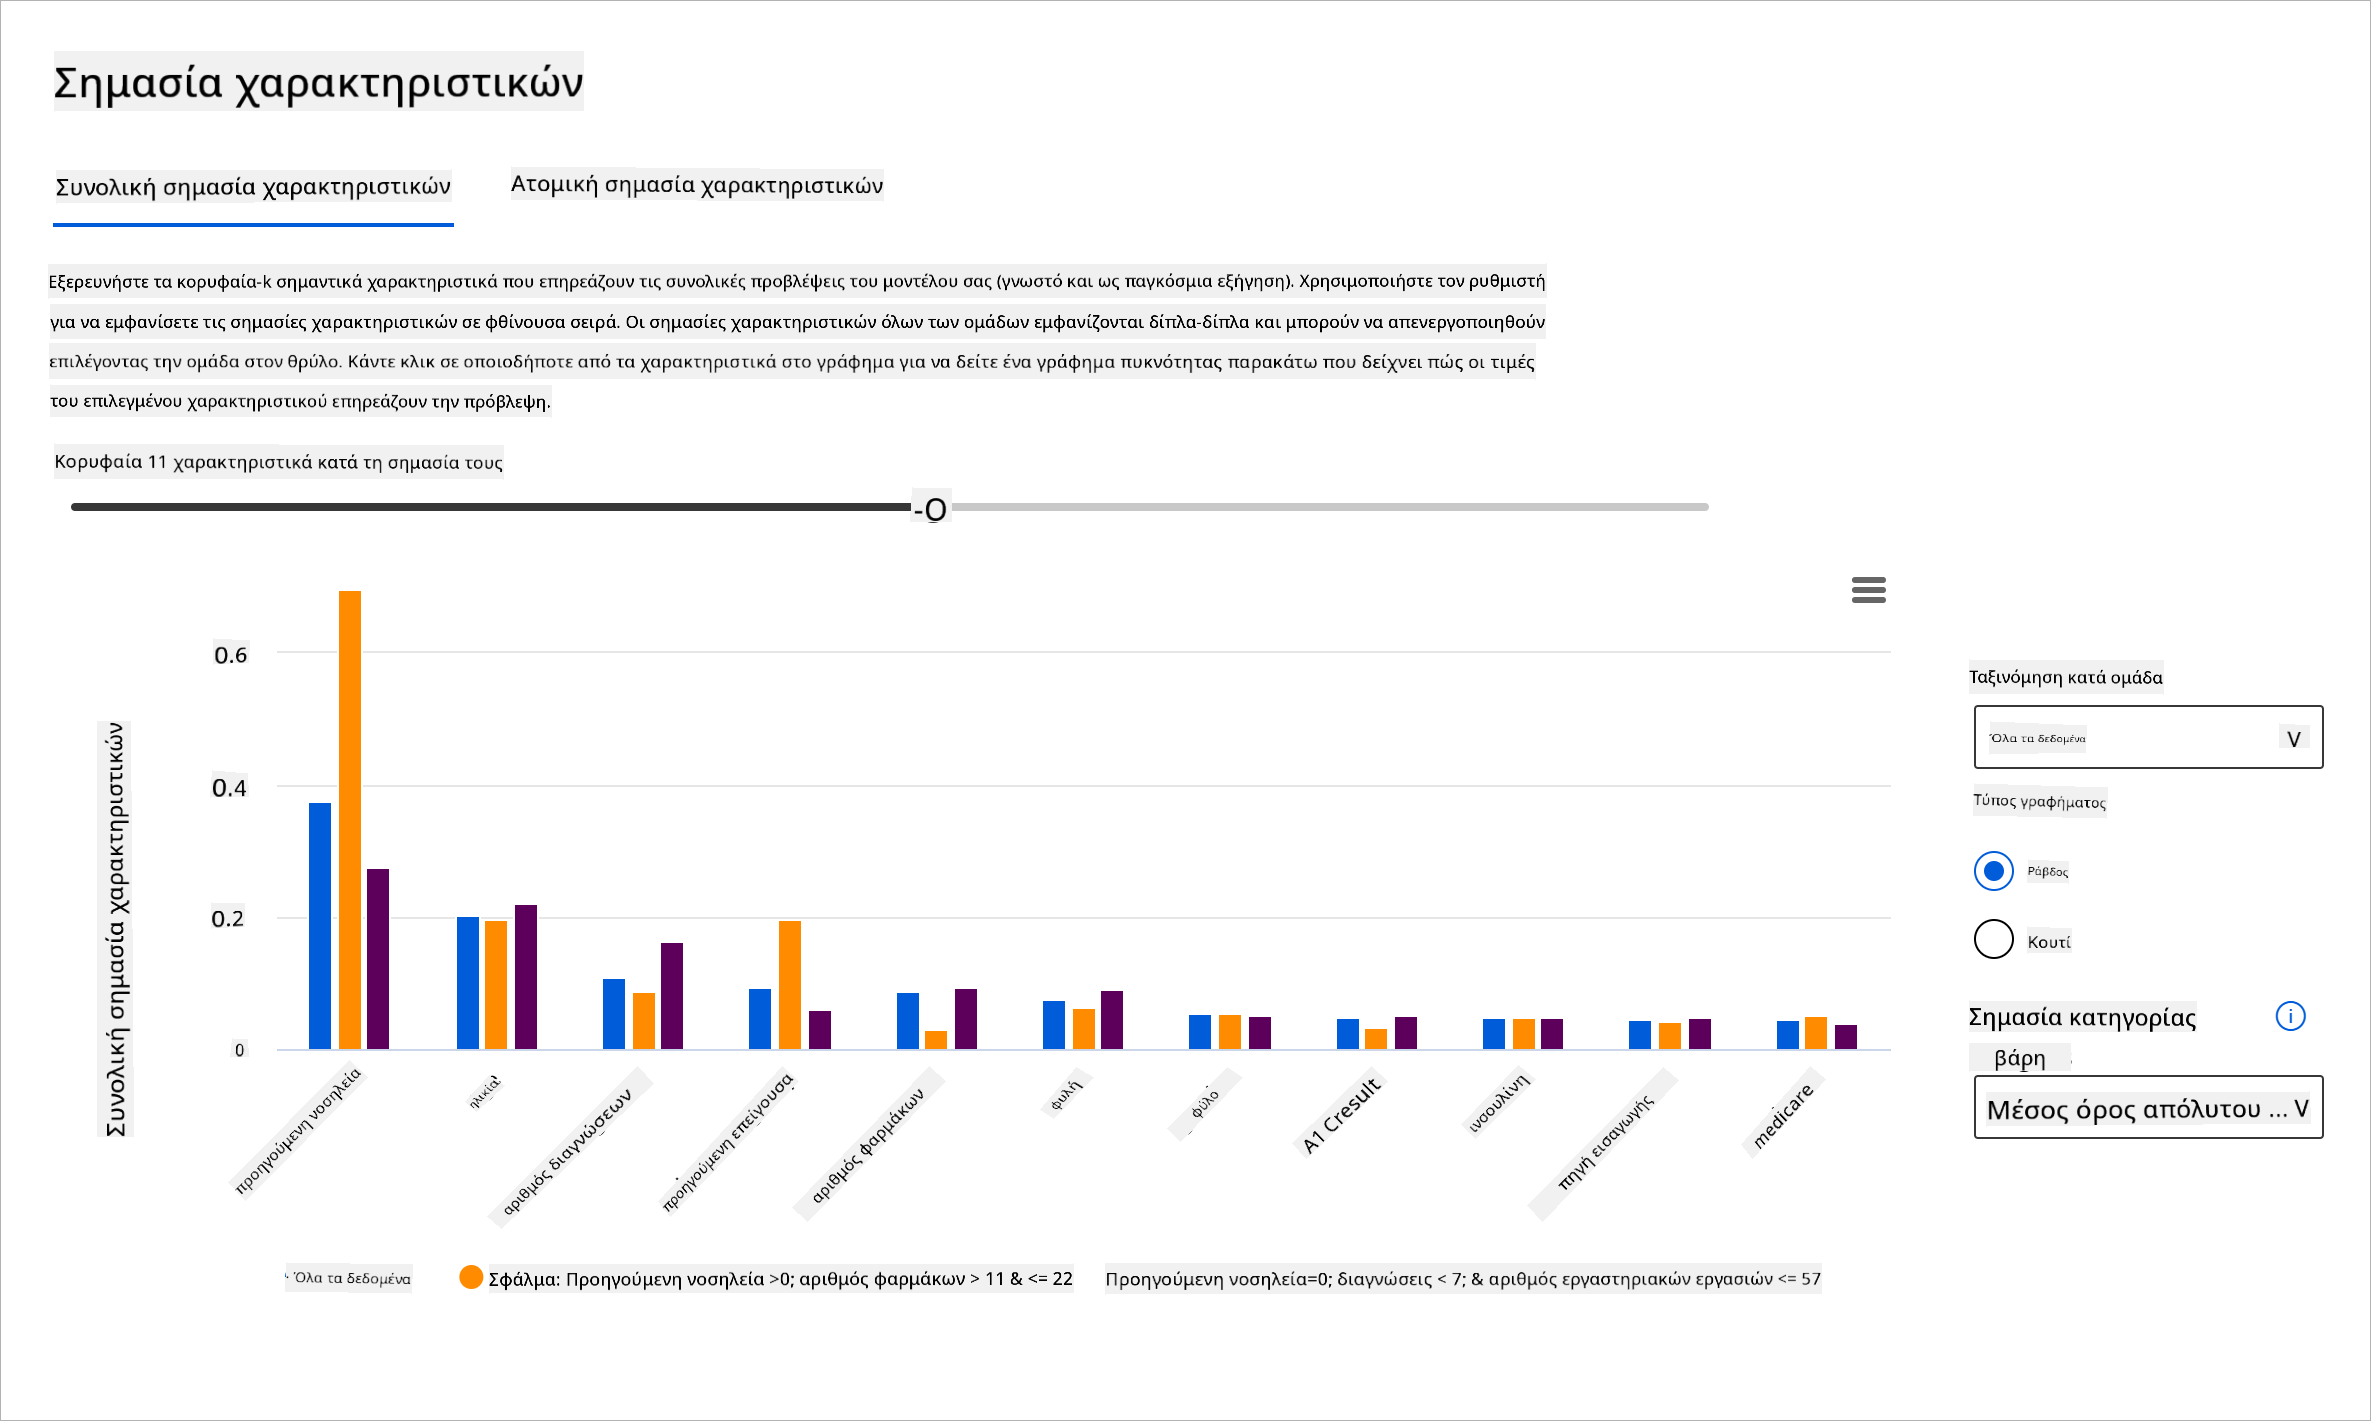 Σημασία χαρακτηριστικών
Συνολική σημασία χαρακτηριστικών
Ατομική σημασία χαρακτηριστικών
Εξερευνήστε τα κορυφαία-k σημαντικά χαρακτηριστικά που επηρεάζουν τις συνολικές προβλέψεις του μοντέλου σας (γνωστό και ως παγκόσμια εξήγηση). Χρησιμοποιήστε τον ρυθμιστή
για να εμφανίσετε τις σημασίες χαρακτηριστικών σε φθίνουσα σειρά. Οι σημασίες χαρακτηριστικών όλων των ομάδων εμφανίζονται δίπλα-δίπλα και μπορούν να απενεργοποιηθούν
επιλέγοντας την ομάδα στον θρύλο. Κάντε κλικ σε οποιοδήποτε από τα χαρακτηριστικά στο γράφημα για να δείτε ένα γράφημα πυκνότητας παρακάτω που δείχνει πώς οι τιμές
του επιλεγμένου χαρακτηριστικού επηρεάζουν την πρόβλεψη.
Κορυφαία 11 χαρακτηριστικά κατά τη σημασία τους
-O
Συνολική σημασία χαρακτηριστικών
0.6
0.4
0.2
0
προηγούμενη νοσηλεία
ηλικία
αριθμός διαγνώσεων
προηγούμενη επείγουσα
αριθμός φαρμάκων
φυλή
φύλο
A1 Cresult
ινσουλίνη
πηγή εισαγωγής
medicare
Όλα τα δεδομένα
Σφάλμα: Προηγούμενη νοσηλεία >0; αριθμός φαρμάκων > 11 & <= 22
Προηγούμενη νοσηλεία=0; διαγνώσεις < 7; & αριθμός εργαστηριακών εργασιών <= 57
Ταξινόμηση κατά ομάδα
Όλα τα δεδομένα V
Τύπος γραφήματος
Ράβδος
Κουτί
Σημασία κατηγορίας i
βάρη
Μέσος όρος απόλυτου ... V